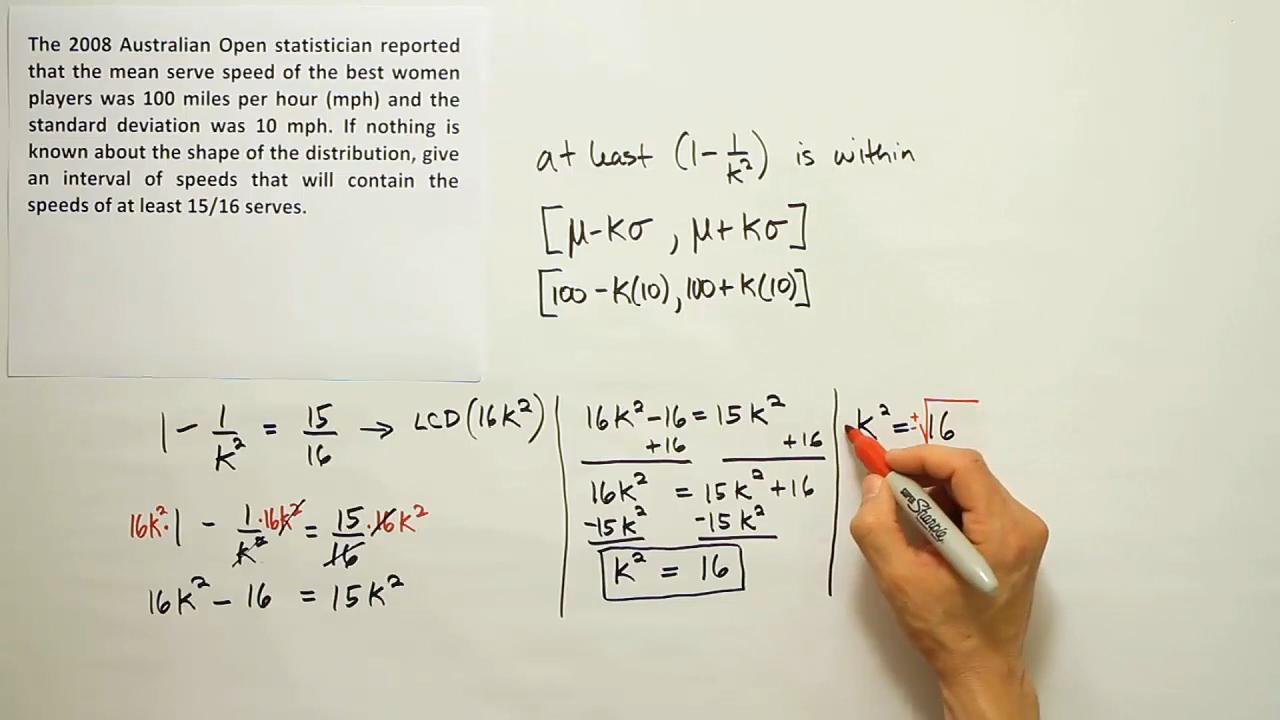 The 2008 Australian Open statistician reported
that the mean serve speed of the best women
players was 100 miles per hour (mph) and the
standard deviation was 10 mph. If nothing is
known about the shape of the distribution, give
an interval of speeds that will contain the
speeds of at least 15/16 serves.
at least (1 - 1/K²) is within
[μ-Kσ, μ+Kσ]
[100-K(10), 100+K(10)]
1 - 1/K² = 15/16 → LCD(16K²)
16K²·1 - 1/K²·16K² = 15/16·16K²
16K² - 16 = 15K²
16K²-16 = 15K²
+16 +16
16K² = 15K²+16
-15K² -15K²
K² = 16
K² = ±√16
SUPER Sharpie